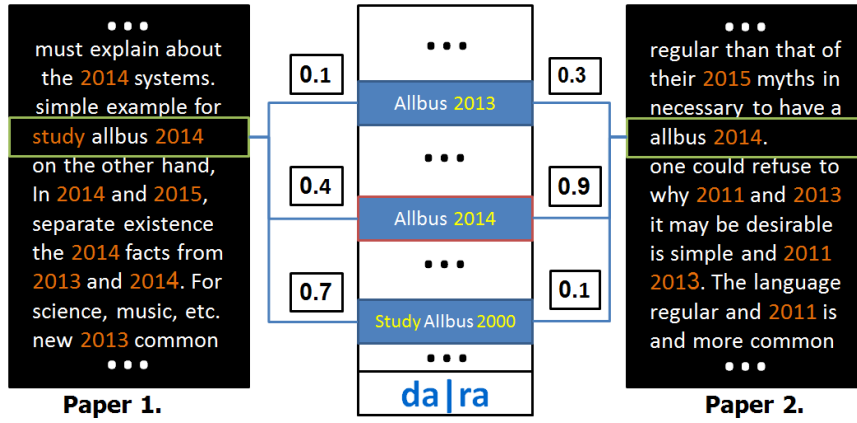 •••
must explain about
the 2014 systems.
simple example for
study allbus 2014
on the other hand,
In 2014 and 2015,
separate existence
the 2014 facts from
2013 and 2014. For
science, music, etc.
new 2013 common
•••
Paper 1.
0.1
0.4
0.7
•••
Allbus 2013
•••
Allbus 2014
•••
Study Allbus 2000
•••
da|ra
0.3
0.9
0.1
•••
regular than that of
their 2015 myths in
necessary to have a
allbus 2014.
one could refuse to
why 2011 and 2013
it may be desirable
is simple and 2011
2013. The language
regular and 2011 is
and more common
•••
Paper 2.